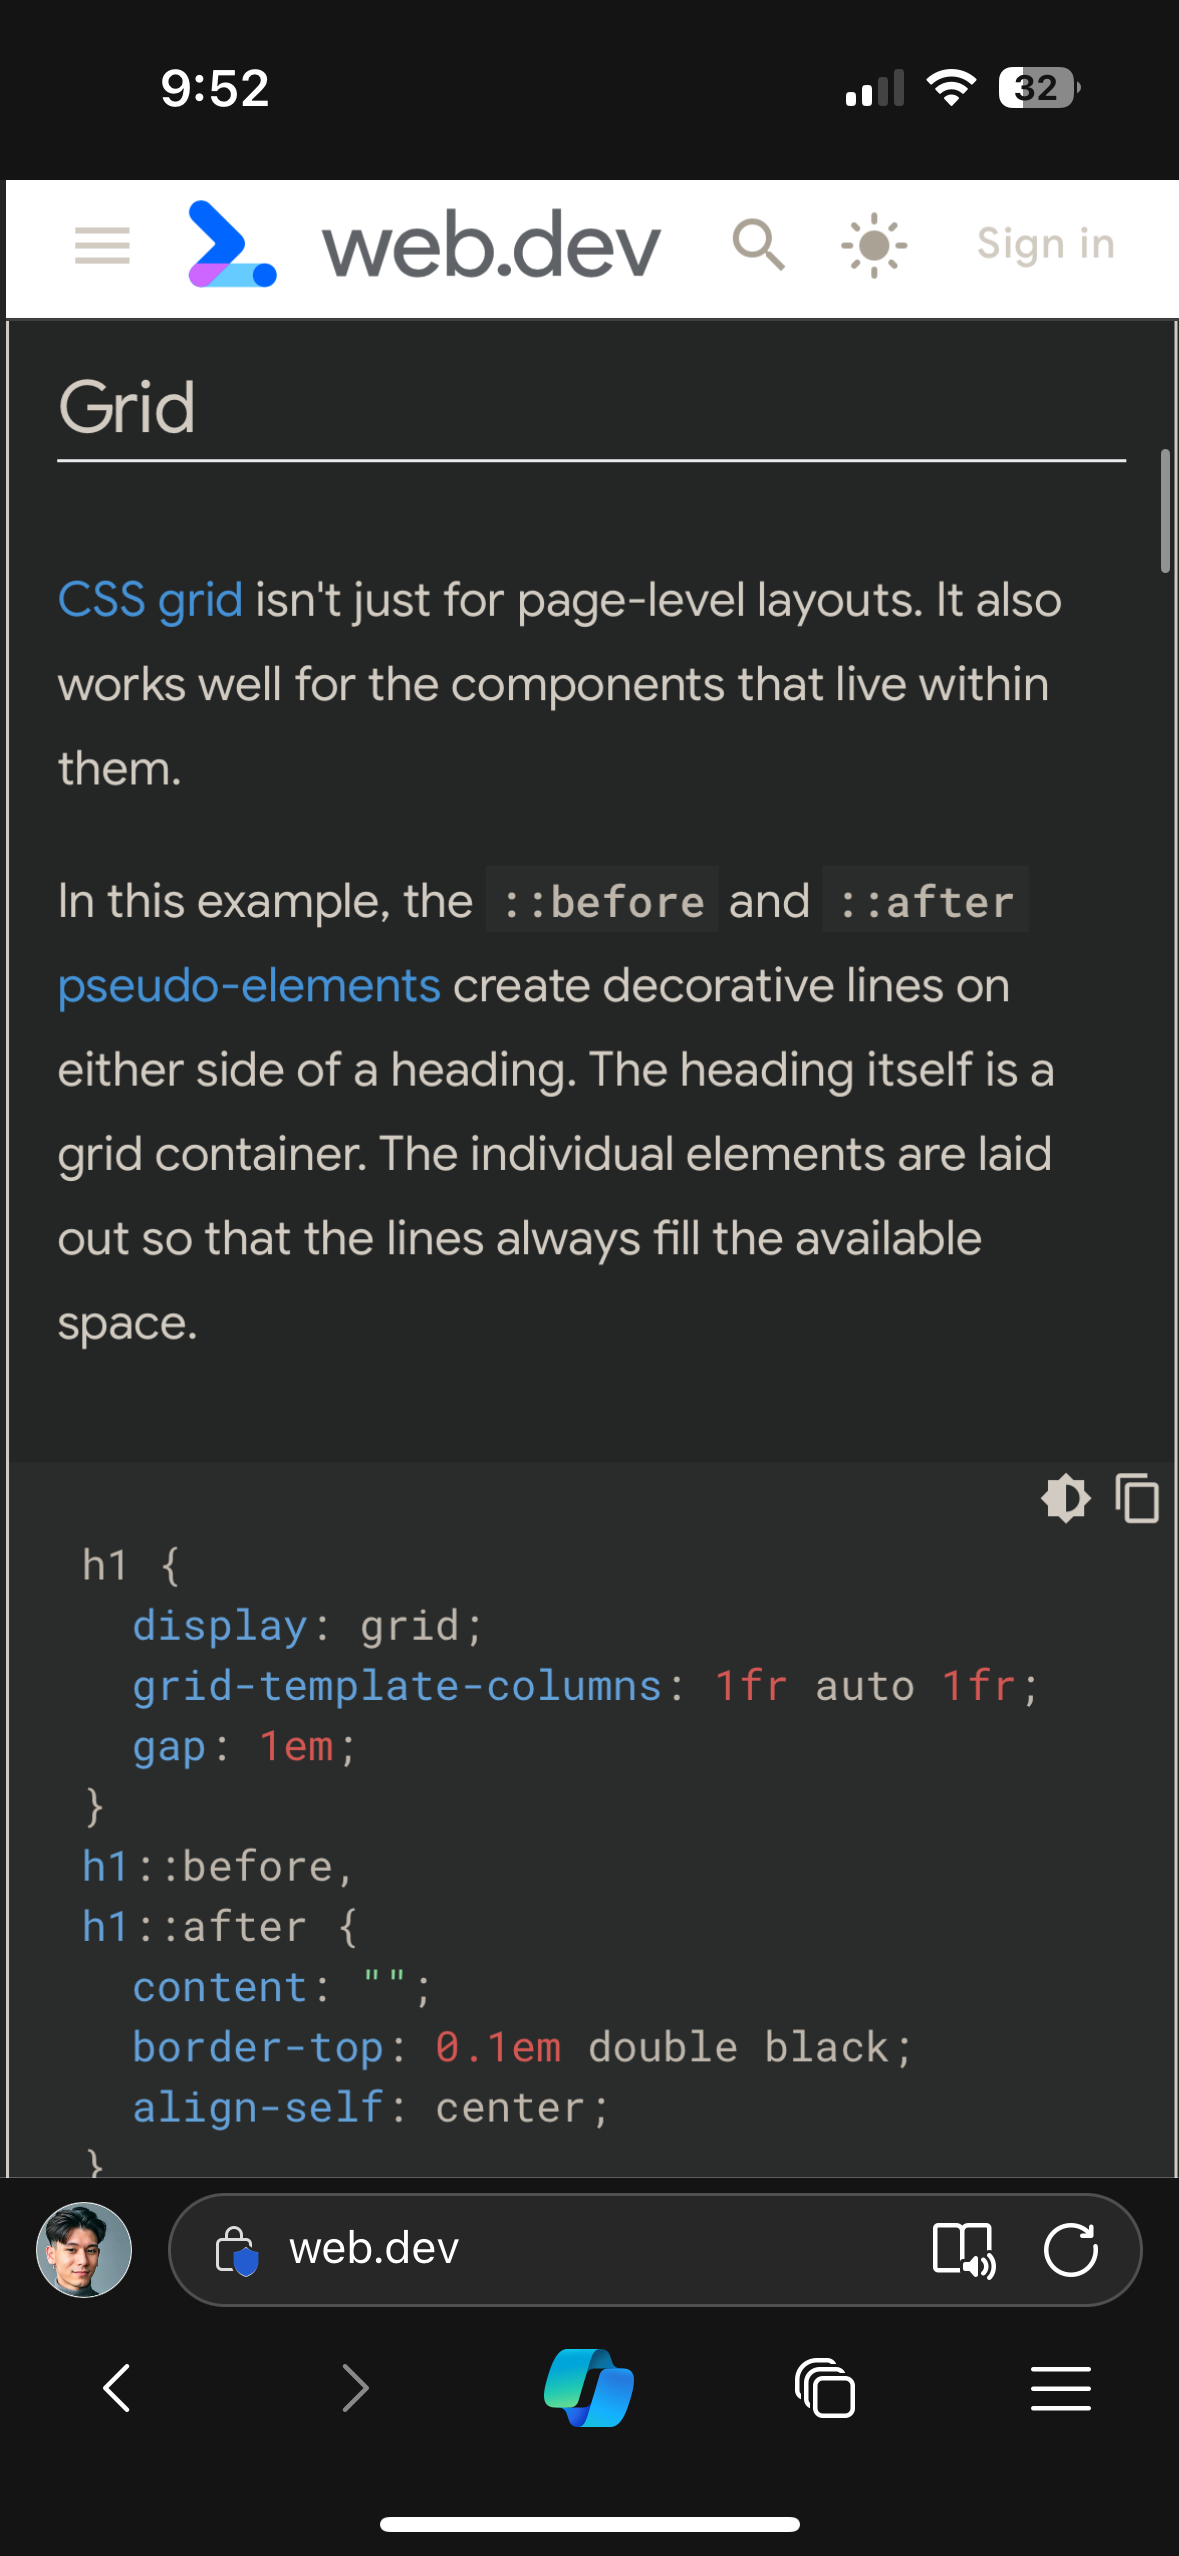 9:52
32
web.dev
Sign in
Grid
CSS grid isn't just for page-level layouts. It also
works well for the components that live within
them.
In this example, the ::before and ::after
pseudo-elements create decorative lines on
either side of a heading. The heading itself is a
grid container. The individual elements are laid
out so that the lines always fill the available
space.
h1 {
  display: grid;
  grid-template-columns: 1fr auto 1fr;
  gap: 1em;
}
h1::before,
h1::after {
  content: "";
  border-top: 0.1em double black;
  align-self: center;
}
web.dev